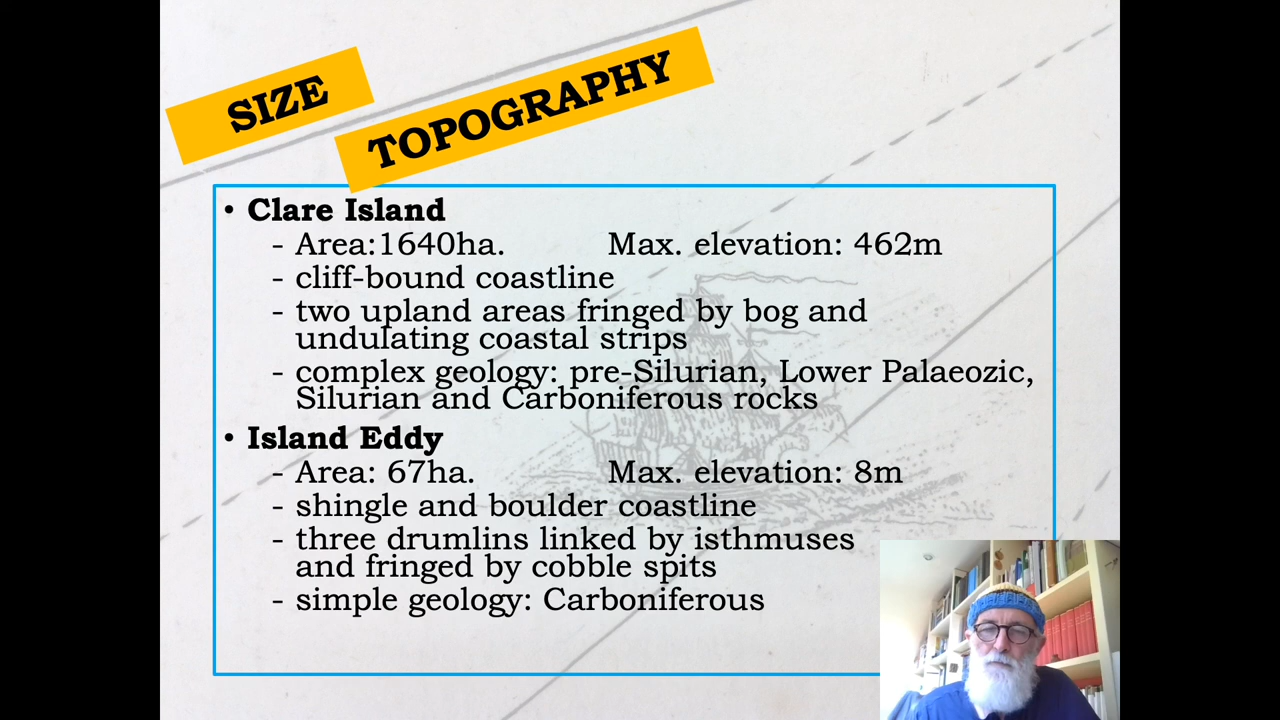 SIZE
TOPOGRAPHY
• Clare Island
- Area:1640ha. Max. elevation: 462m
- cliff-bound coastline
- two upland areas fringed by bog and
undulating coastal strips
- complex geology: pre-Silurian, Lower Palaeozic,
Silurian and Carboniferous rocks
• Island Eddy
- Area: 67ha. Max. elevation: 8m
- shingle and boulder coastline
- three drumlins linked by isthmuses
and fringed by cobble spits
- simple geology: Carboniferous